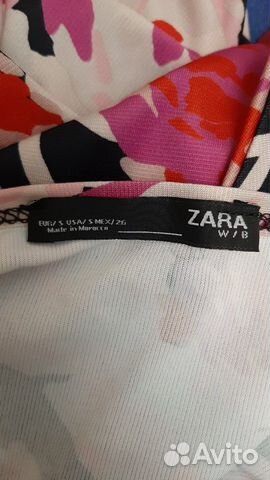 EUR/S USA/S MEX/26
Made in Morocco
ZARA
W/B
Avito